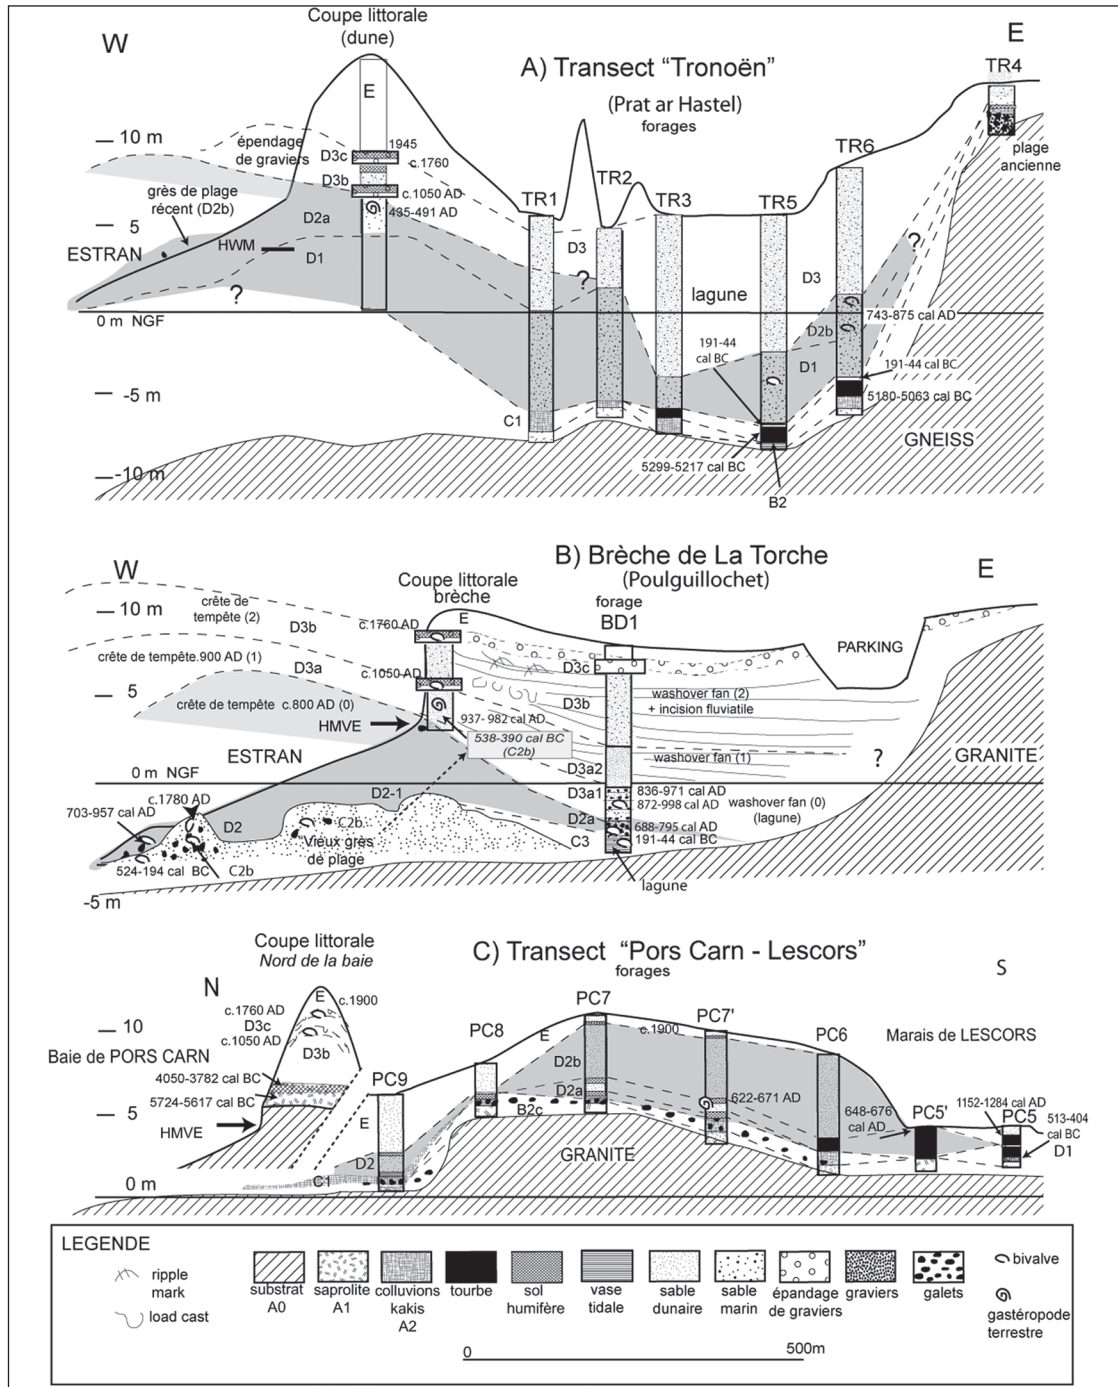 Coupe littorale
(dune)
W
E
A) Transect "Tronoën"
(Prat ar Hastel)
forages
TR4
10 m
épendage
de graviers
E
D3c
1945
c.1760
D3b
c.1050 AD
435-491 AD
grès de plage
récent (D2b)
D2a
HWM
D1
5
ESTRAN
?
0 m NGF
TR1
TR2
TR3
TR5
TR6
plage
ancienne
D3
?
lagune
D3
?
743-875 cal AD
D2b
191-44
cal BC
D1
191-44 cal BC
5180-5063 cal BC
-5 m
C1
GNEISS
5299-5217 cal BC
-10 m
B2
W
E
B) Brèche de La Torche
(Poulguillochet)
Coupe littorale
brèche
forage
BD1
10 m
crête de
tempête (2)
D3b
c.1760 AD
E
PARKING
crête de tempête.900 AD (1)
D3a
c.1050 AD
D3c
5
D3b
washover fan (2)
+ incision fluviatile
crête de tempête c.800 AD (0)
HMVE
937- 982 cal AD
538-390 cal BC
(C2b)
ESTRAN
?
GRANITE
washover fan (1)
D3a2
0 m NGF
D3a1
836-971 cal AD
872-998 cal AD
washover fan (0)
(lagune)
c.1780 AD
703-957 cal AD
D2-1
D2a
688-795 cal AD
D2
C2b
"Vieux grès
de plage
C3
191-44 cal BC
524-194 cal BC
C2b
lagune
-5 m
Coupe littorale
Nord de la baie
C) Transect "Pors Carn - Lescors"
forages
N
S
c.1760 AD
E
c.1900
D3c
c.1050 AD
D3b
10
PC7
PC8
E
c.1900
PC7'
PC6
Marais de LESCORS
Baie de PORS CARN
4050-3782 cal BC
5724-5617 cal BC
PC9
D2b
D2a
B2c
622-671 AD
648-676
cal AD
PC5'
1152-1284 cal AD
PC5
513-404
cal BC
D1
5
HMVE
E
D2
C1
GRANITE
0 m
LEGENDE
ripple
mark
load cast
substrat
A0
saprolite
A1
colluvions
kakis
A2
tourbe
sol
humifère
vase
tidale
sable
dunaire
sable
marin
épandage
de graviers
graviers
galets
bivalve
gastéropode
terrestre
0
500m